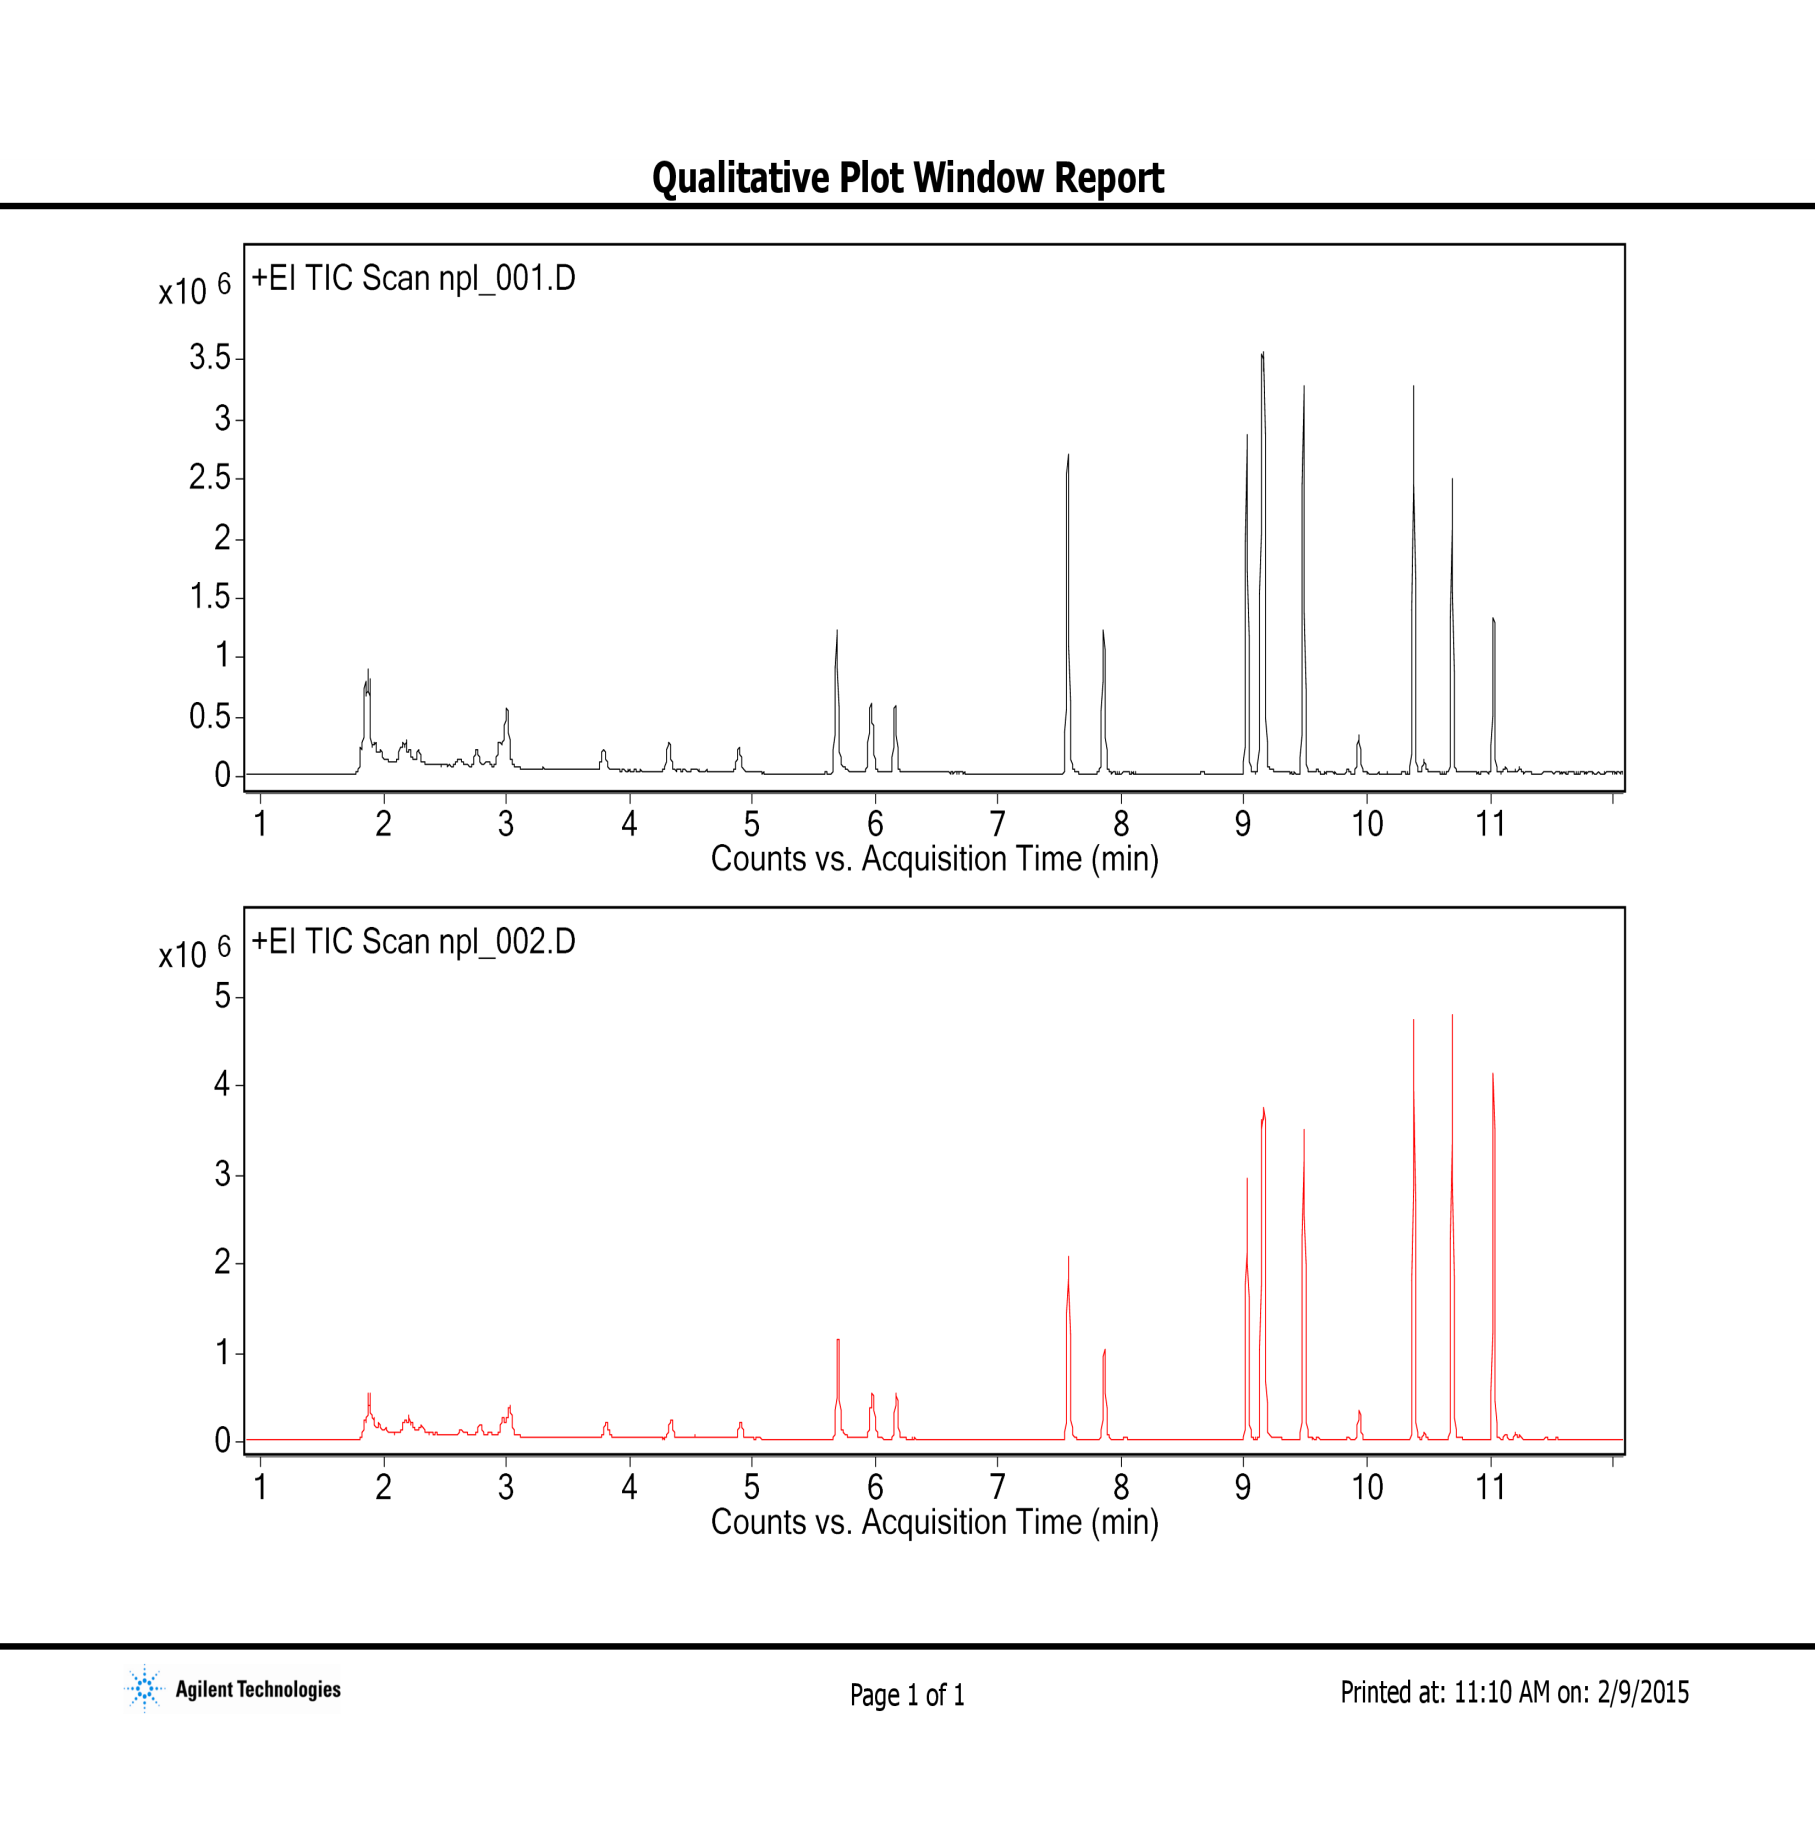 Qualitative Plot Window Report
+EI TIC Scan npl_001.D
x10 6
3.5
3
2.5
2
1.5
1
0.5
0
1 2 3 4 5 6 7 8 9 10 11
Counts vs. Acquisition Time (min)
+EI TIC Scan npl_002.D
x10 6
5
4
3
2
1
0
1 2 3 4 5 6 7 8 9 10 11
Counts vs. Acquisition Time (min)
Agilent Technologies
Page 1 of 1
Printed at: 11:10 AM on: 2/9/2015